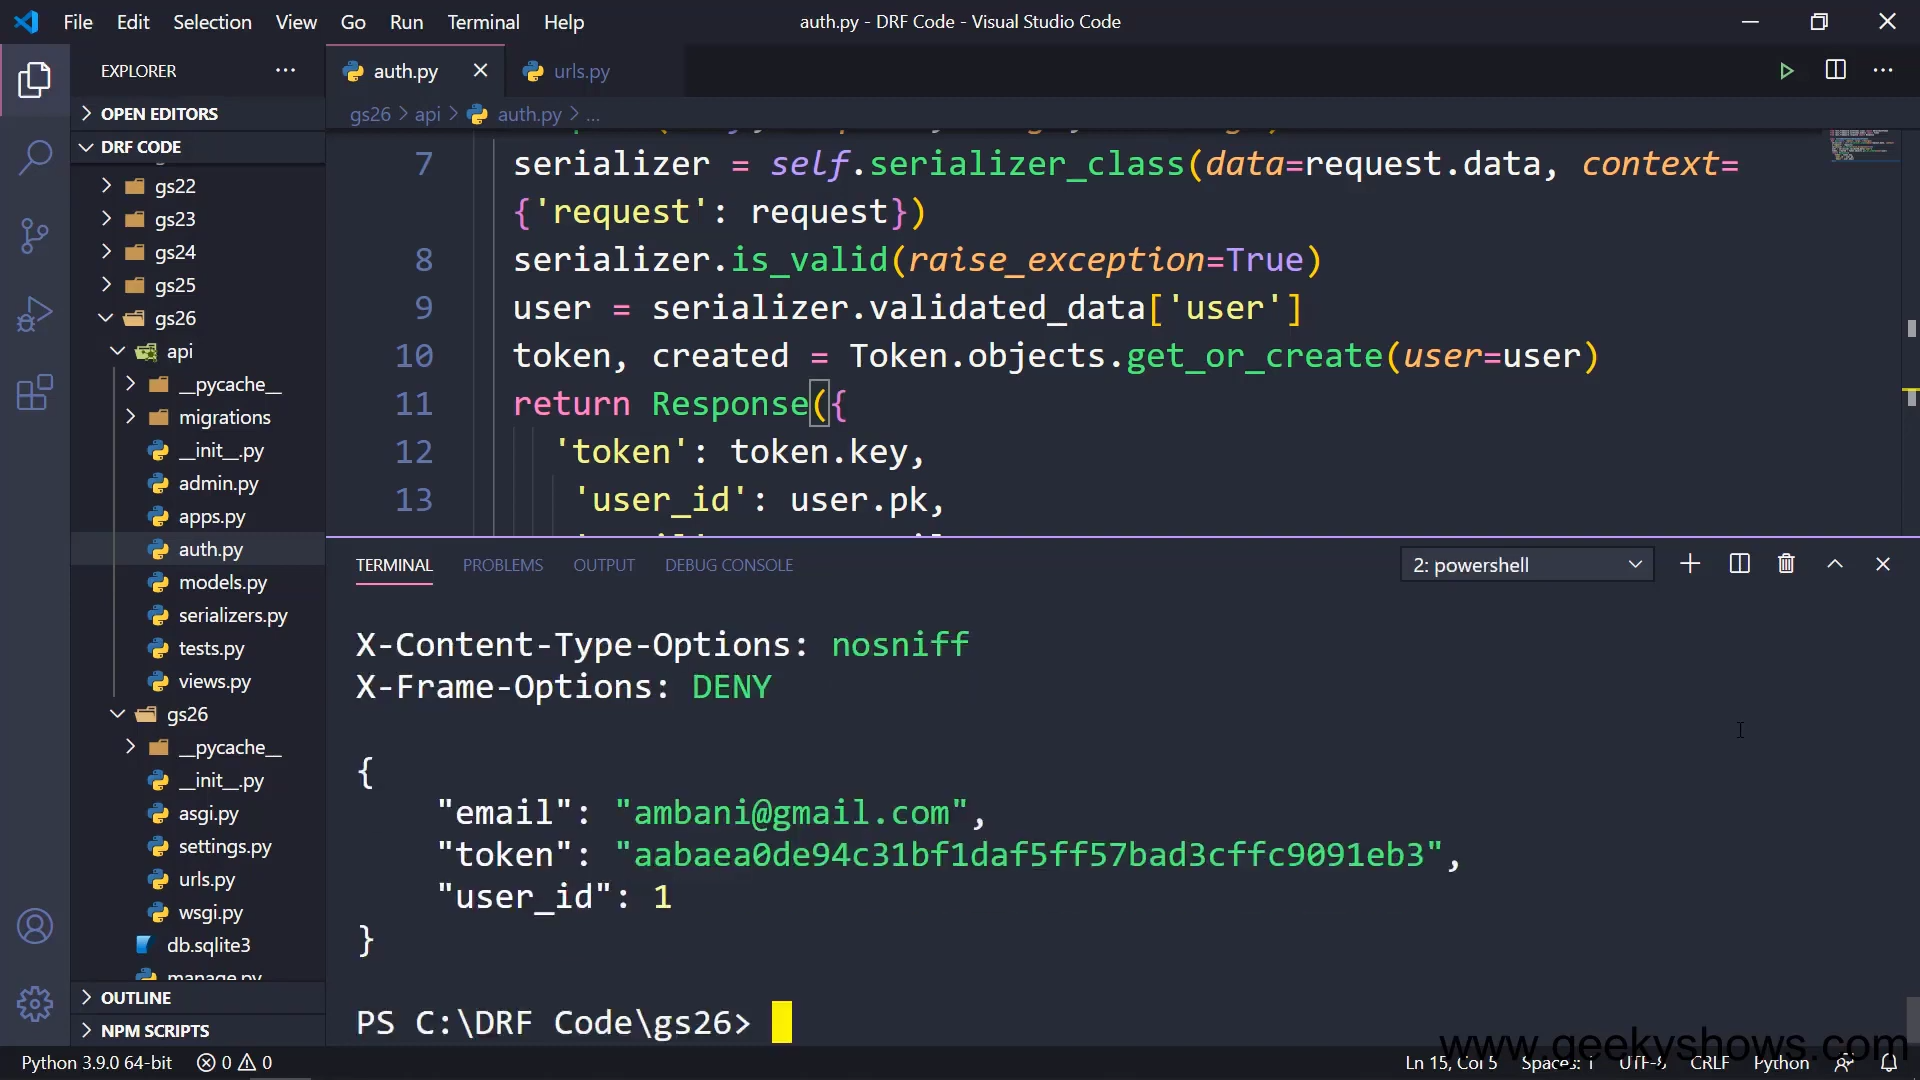 File Edit Selection View Go Run Terminal Help
auth.py - DRF Code - Visual Studio Code
EXPLORER
auth.py
urls.py
OPEN EDITORS
gs26 > api > auth.py > ...
DRF CODE
gs22
gs23
gs24
gs25
gs26
api
__pycache__
migrations
__init__.py
admin.py
apps.py
auth.py
models.py
serializers.py
tests.py
views.py
gs26
__pycache__
__init__.py
asgi.py
settings.py
urls.py
wsgi.py
db.sqlite3
manage.py
OUTLINE
NPM SCRIPTS
7 serializer = self.serializer_class(data=request.data, context=
{'request': request})
8 serializer.is_valid(raise_exception=True)
9 user = serializer.validated_data['user']
10 token, created = Token.objects.get_or_create(user=user)
11 return Response({
12 'token': token.key,
13 'user_id': user.pk,
TERMINAL PROBLEMS OUTPUT DEBUG CONSOLE
2: powershell
X-Content-Type-Options: nosniff
X-Frame-Options: DENY
{
"email": "ambani@gmail.com",
"token": "aabaea0de94c31bf1daf5ff57bad3cffc9091eb3",
"user_id": 1
}
PS C:\DRF Code\gs26>
www.geekyshows.com
Python 3.9.0 64-bit 0 0
Ln 15, Col 5 Spaces: 1 UTF-8 CRLF Python